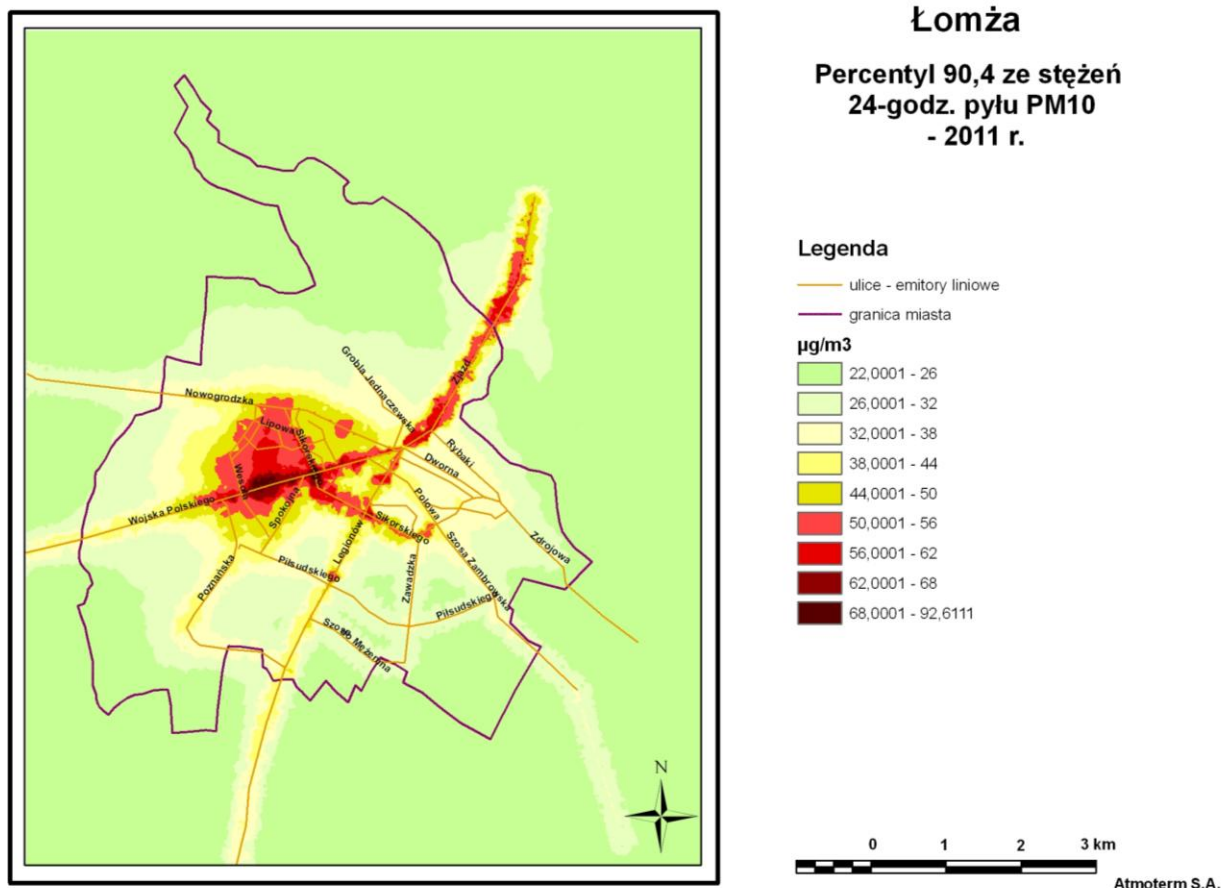 Łomża
Percentyl 90,4 ze stężeń
24-godz. pyłu PM10
- 2011 r.
Legenda
ulice - emitory liniowe
granica miasta
µg/m3
22,0001 - 26
26,0001 - 32
32,0001 - 38
38,0001 - 44
44,0001 - 50
50,0001 - 56
56,0001 - 62
62,0001 - 68
68,0001 - 92,6111
Grobla Jednaczewska
Zjazd
Nowogrodzka
Lipowa
Sikorskiego
Rybaki
Dworna
Wesoła
Polowa
Wojska Polskiego
Spokojna
Sikorskiego
Legionów
Szosa Zambrowska
Zdrojowa
Piłsudskiego
Poznańska
Zawadzka
Piłsudskiego
Szosa do Mężenina
N
0 1 2 3 km
Atmoterm S.A.